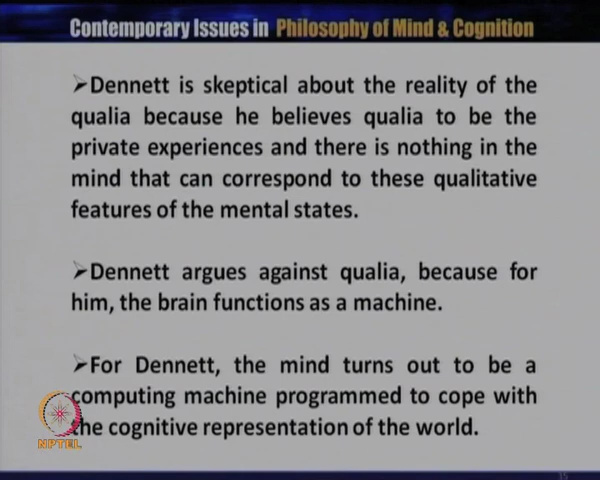 Contemporary Issues in Philosophy of Mind & Cognition
➤Dennett is skeptical about the reality of the
qualia because he believes qualia to be the
private experiences and there is nothing in the
mind that can correspond to these qualitative
features of the mental states.
➤Dennett argues against qualia, because for
him, the brain functions as a machine.
➤For Dennett, the mind turns out to be a
computing machine programmed to cope with
the cognitive representation of the world.
NPTEL
35